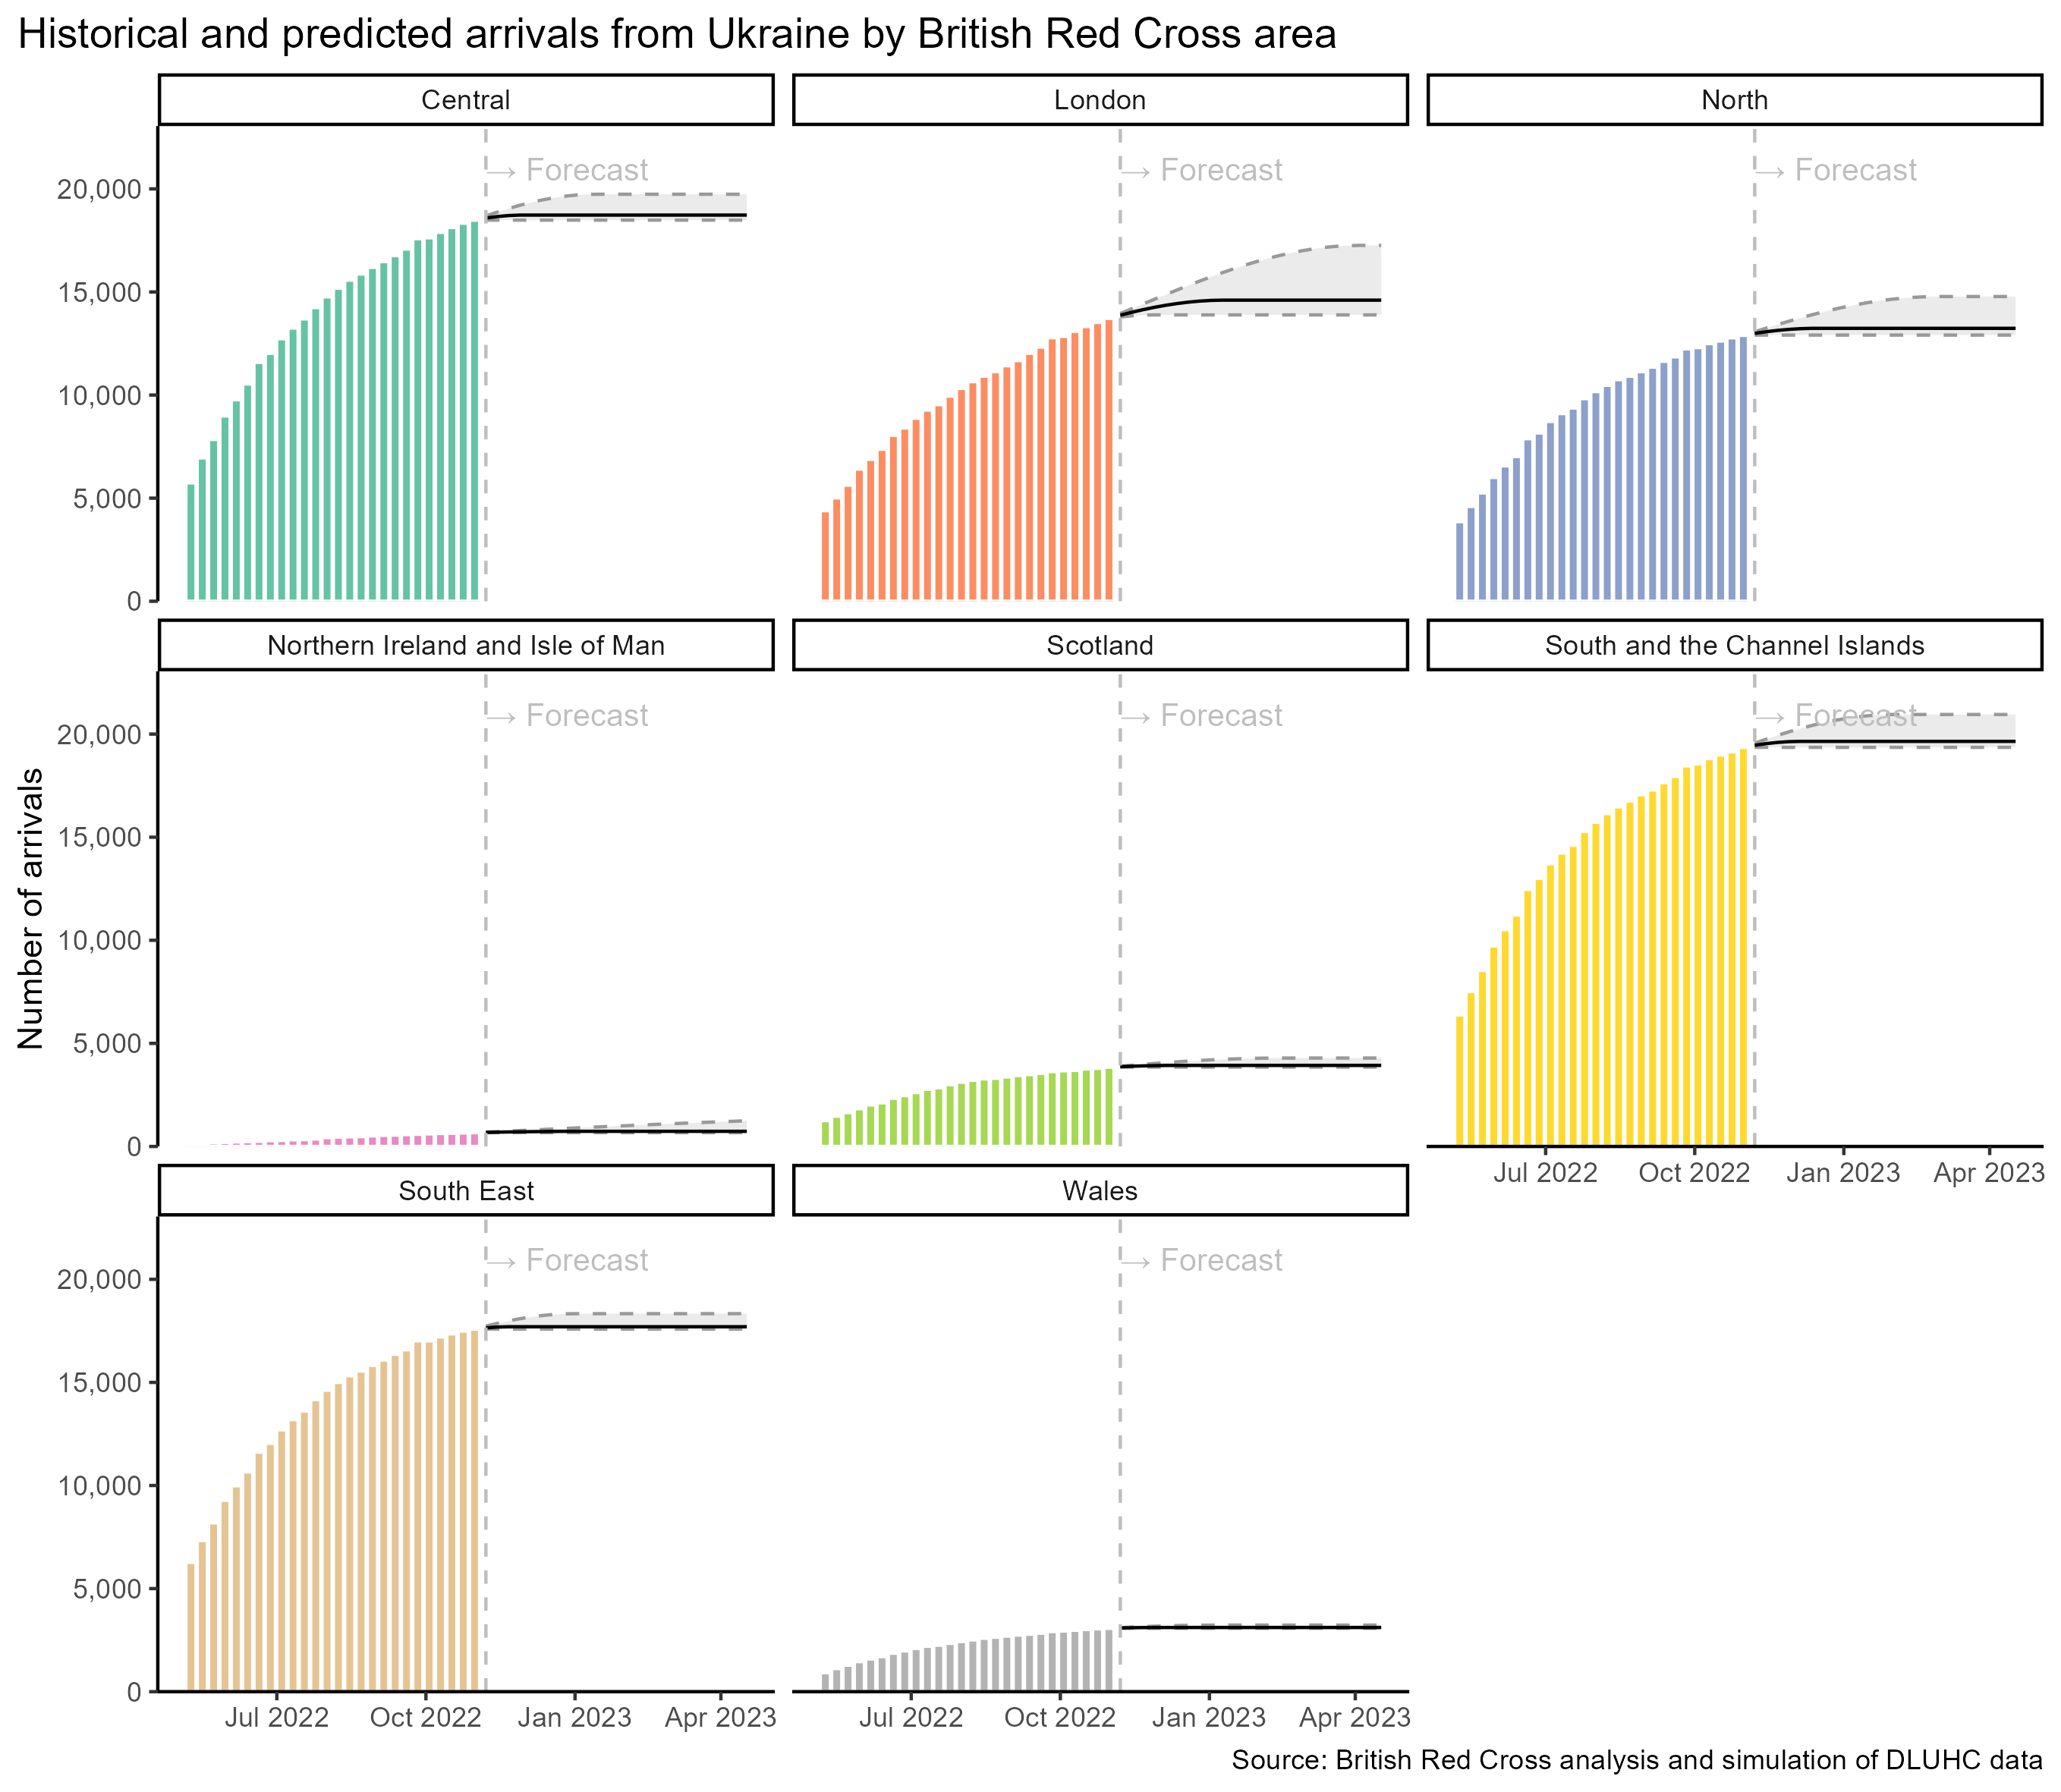 Historical and predicted arrivals from Ukraine by British Red Cross area
Central
London
North
→ Forecast
→ Forecast
→ Forecast
20,000
15,000
10,000
5,000
0
Northern Ireland and Isle of Man
Scotland
South and the Channel Islands
→ Forecast
→ Forecast
→ Forecast
20,000
15,000
10,000
5,000
0
Number of arrivals
Jul 2022
Oct 2022
Jan 2023
Apr 2023
South East
Wales
→ Forecast
→ Forecast
20,000
15,000
10,000
5,000
0
Jul 2022
Oct 2022
Jan 2023
Apr 2023
Jul 2022
Oct 2022
Jan 2023
Apr 2023
Source: British Red Cross analysis and simulation of DLUHC data